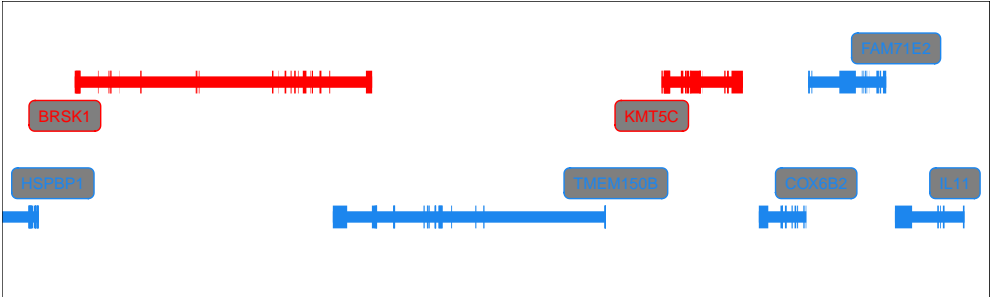 FAM71E2
BRSK1
KMT5C
HSPBP1
TMEM150B
COX6B2
IL11